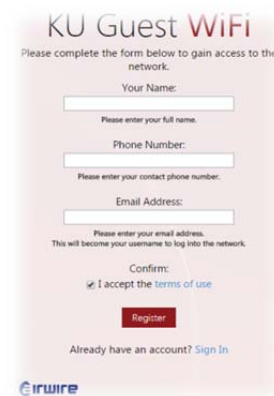 KU Guest WiFi
Please complete the form below to gain access to the
network.
Your Name:
Please enter your full name.
Phone Number:
Please enter your contact phone number.
Email Address:
Please enter your email address.
This will become your username to log into the network.
Confirm:
I accept the terms of use
Register
Already have an account? Sign In
airwire